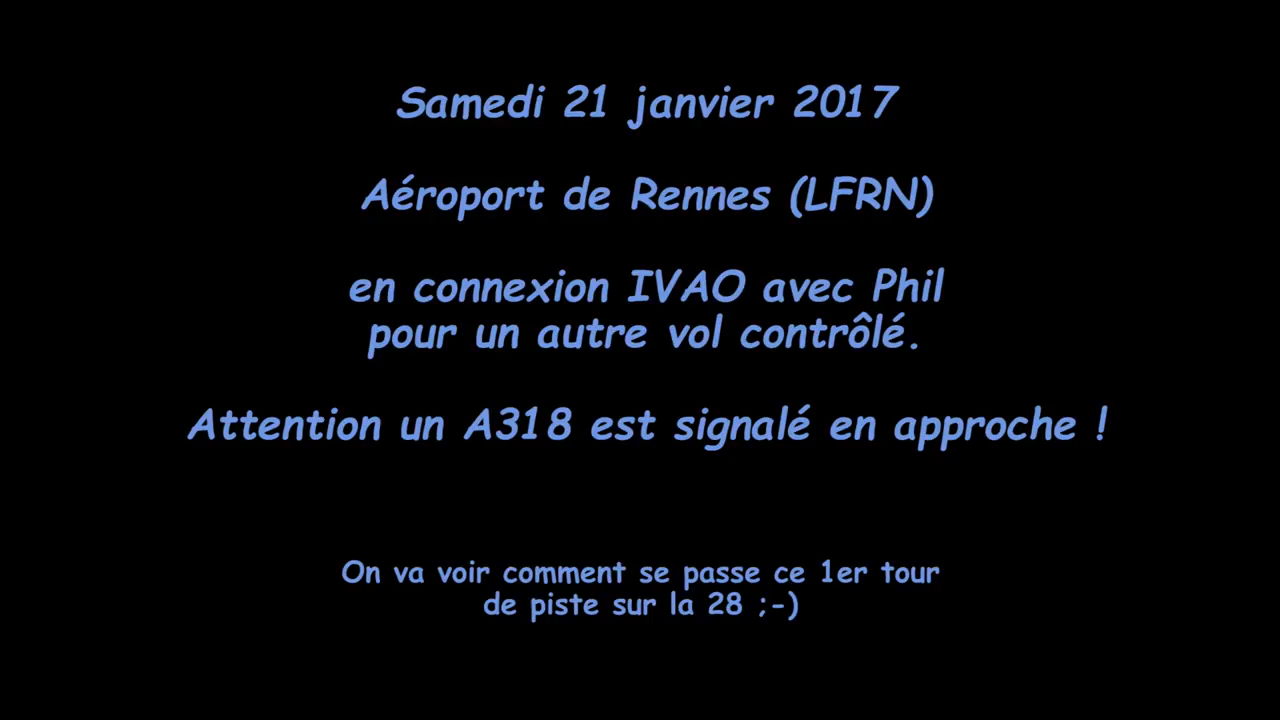 Samedi 21 janvier 2017
Aéroport de Rennes (LFRN)
en connexion IVAO avec Phil
pour un autre vol contrôlé.
Attention un A318 est signalé en approche !
On va voir comment se passe ce 1er tour
de piste sur la 28 ;-)